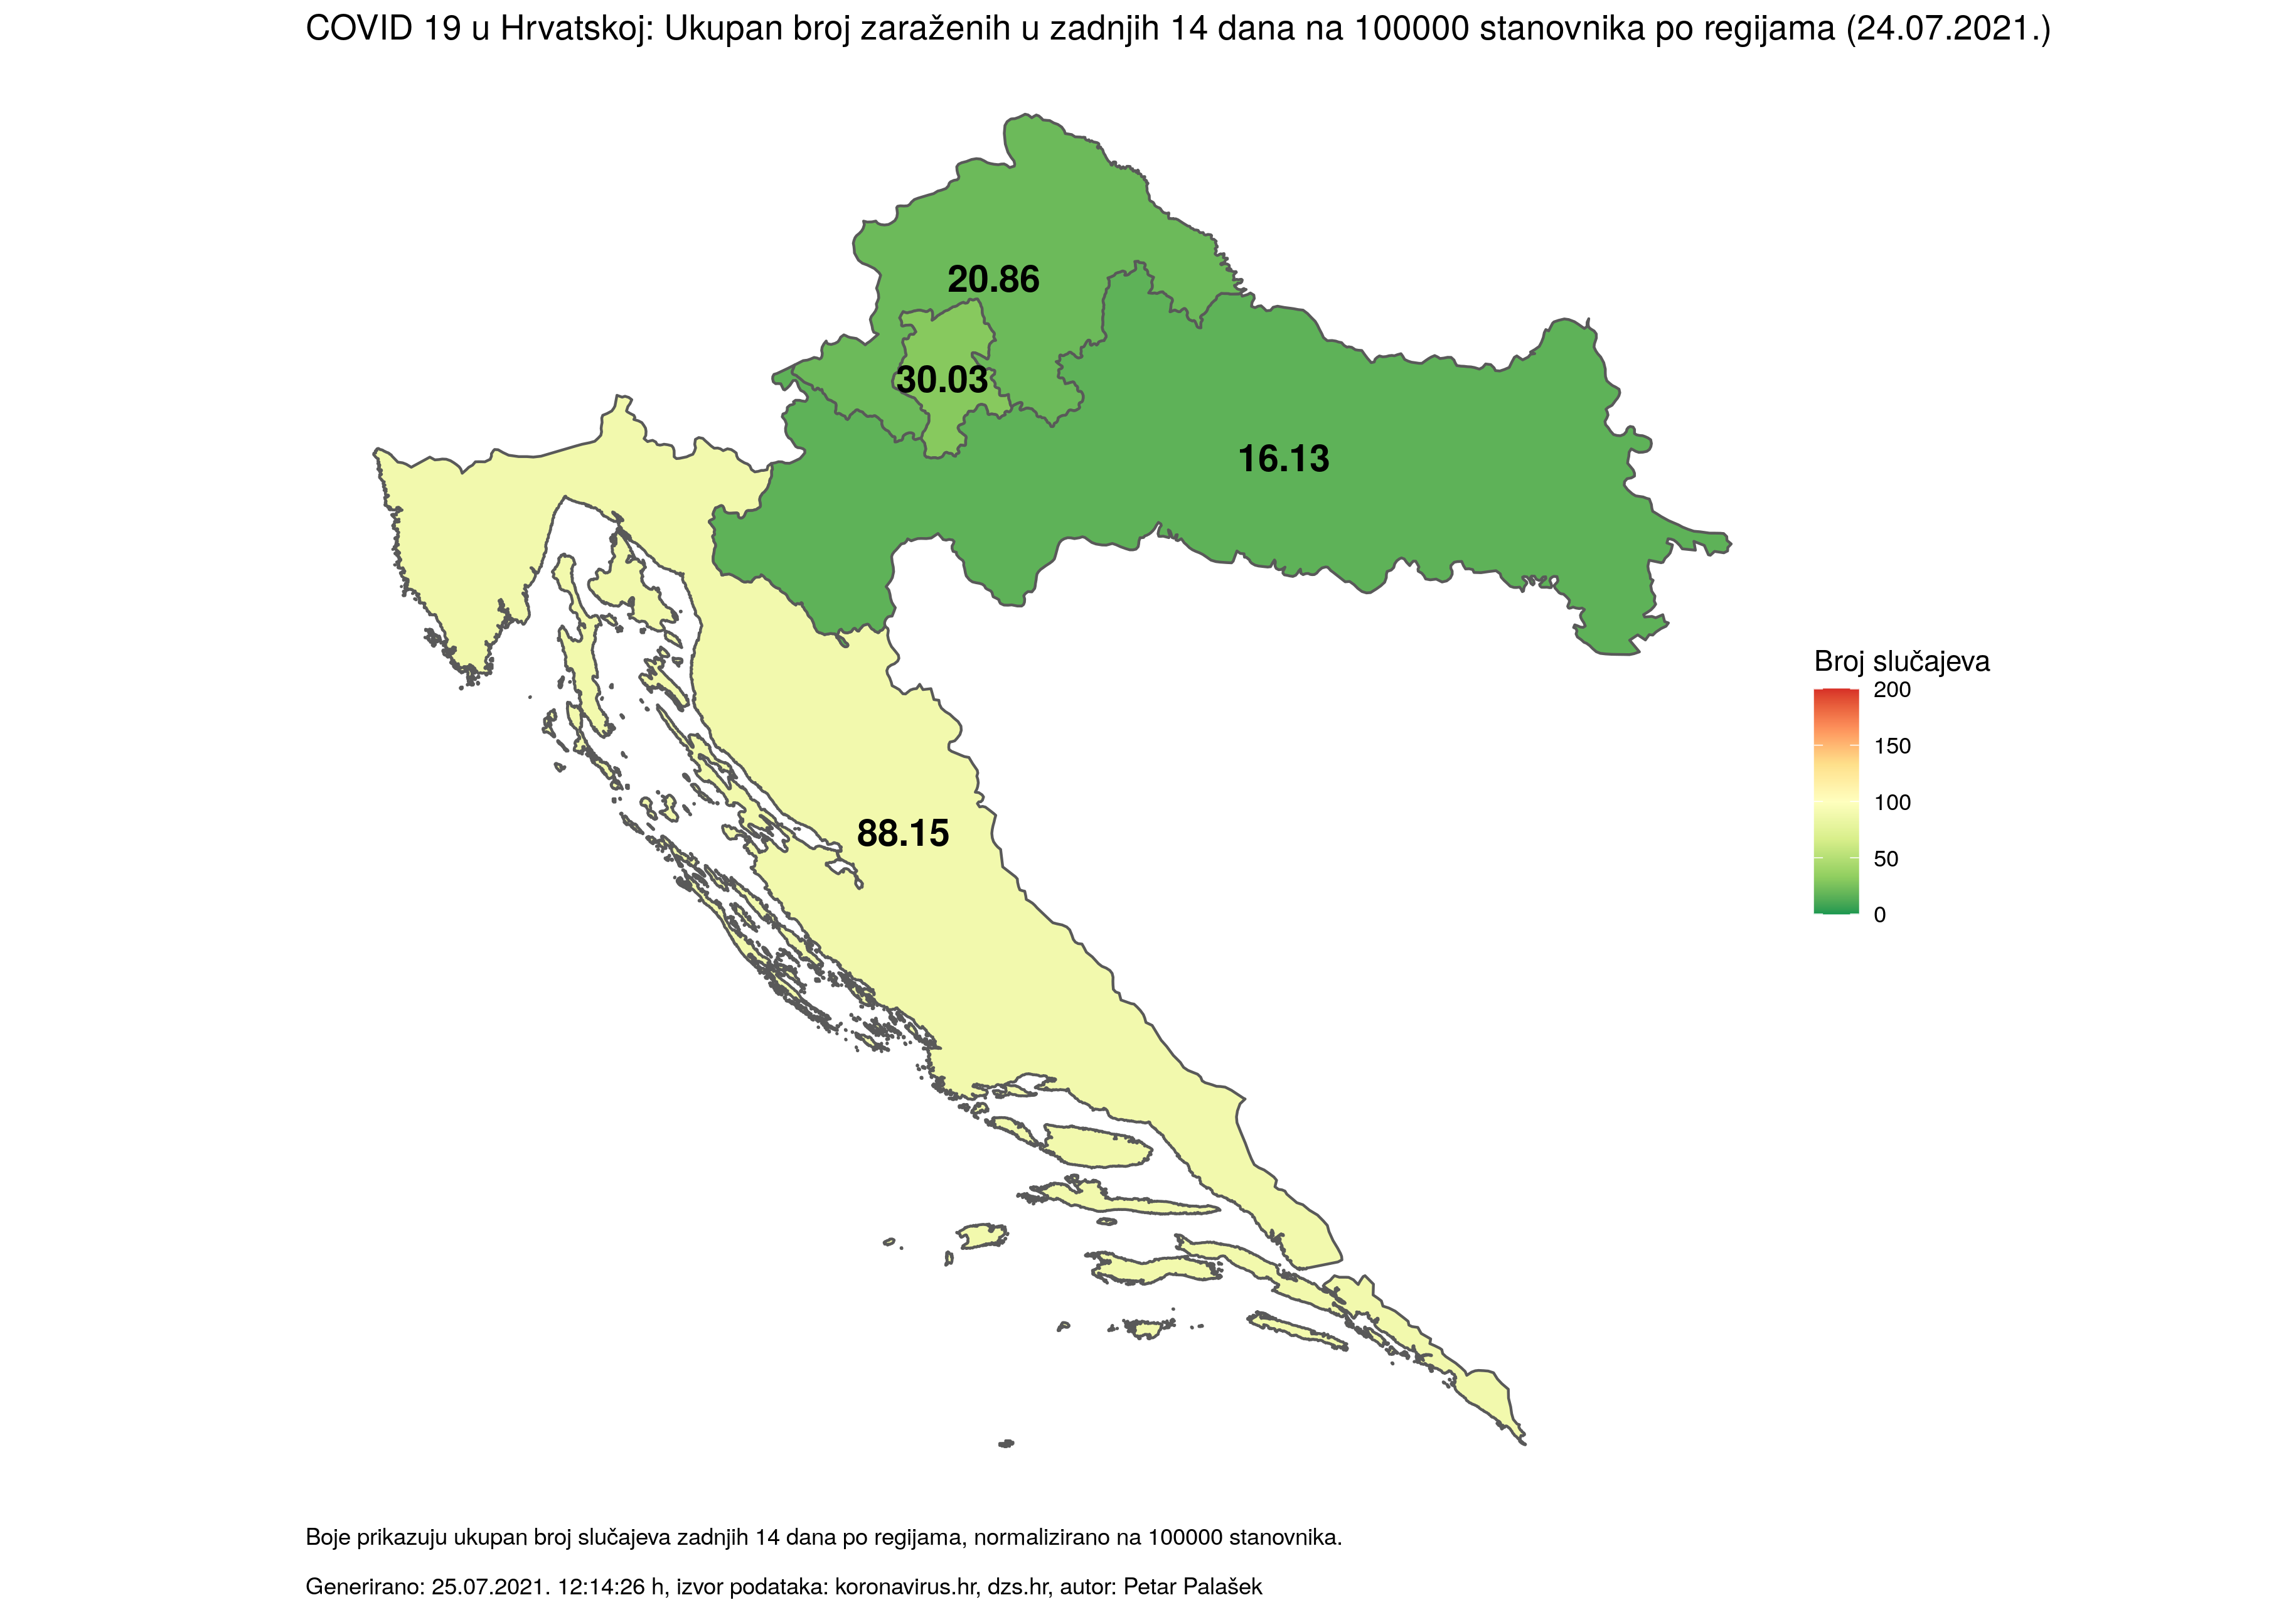 COVID 19 u Hrvatskoj: Ukupan broj zaraženih u zadnjih 14 dana na 100000 stanovnika po regijama (24.07.2021.)
20.86
30.03
16.13
88.15
Broj slučajeva
200
150
100
50
0
Boje prikazuju ukupan broj slučajeva zadnjih 14 dana po regijama, normalizirano na 100000 stanovnika.
Generirano: 25.07.2021. 12:14:26 h, izvor podataka: koronavirus.hr, dzs.hr, autor: Petar Palašek